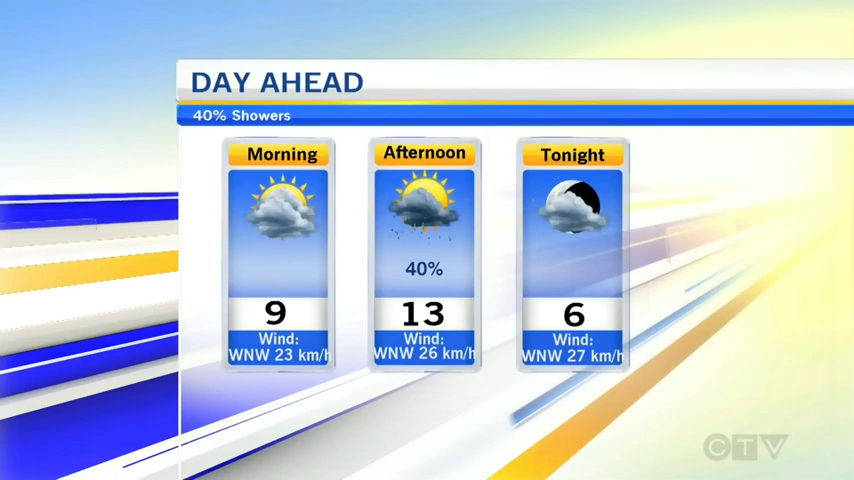 DAY AHEAD
40% Showers
Morning
Afternoon
Tonight
40%
9
13
6
Wind:
WNW 23 km/h
Wind:
WNW 26 km/h
Wind:
WNW 27 km/h
CTV